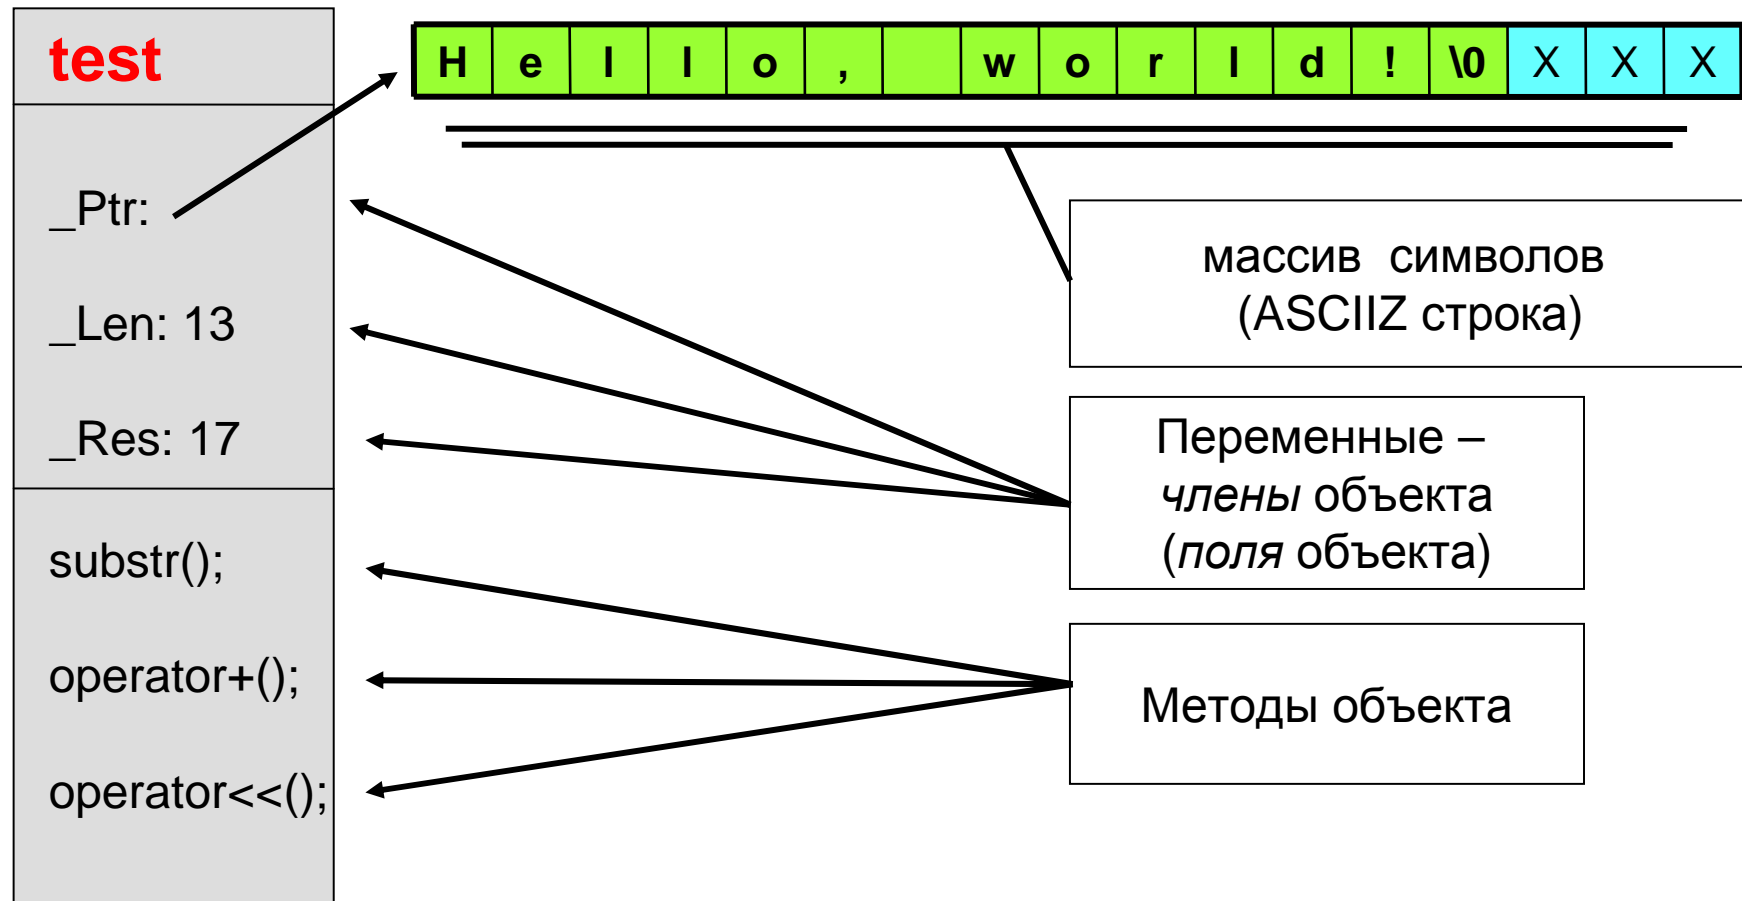 test
H e l l o , w o r l d ! \0 X X X
_Ptr:
_Len: 13
_Res: 17
substr();
operator+();
operator<<();
массив символов
(ASCIIZ строка)
Переменные –
члены объекта
(поля объекта)
Методы объекта